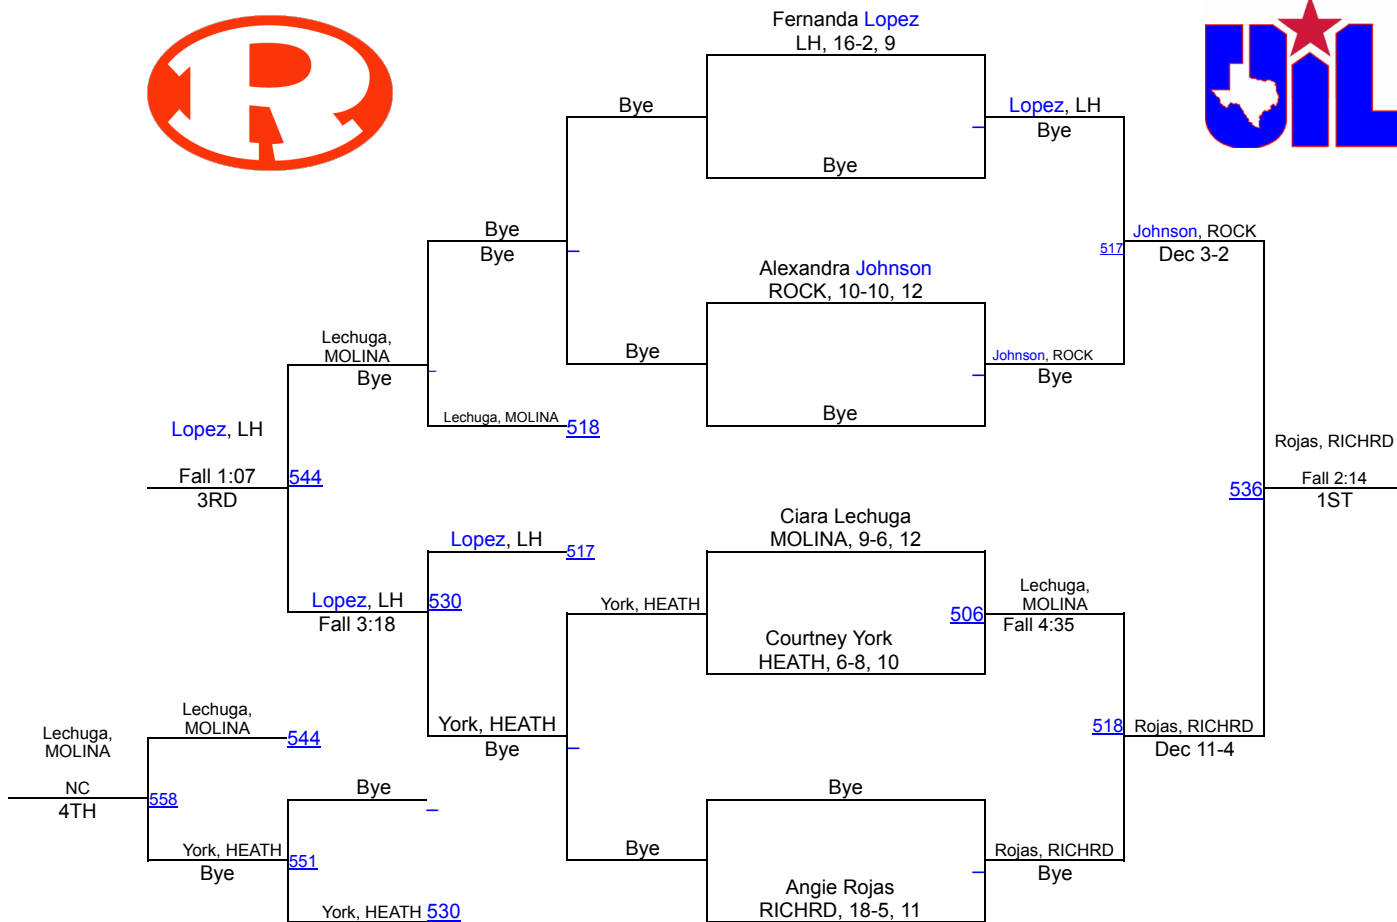 Fernanda Lopez
LH, 16-2, 9
R
UIL
Bye
Lopez, LH
Bye
Bye
Bye
Bye
Johnson, ROCK
517
Dec 3-2
Alexandra Johnson
ROCK, 10-10, 12
Lechuga,
MOLINA
Bye
Bye
Johnson, ROCK
Bye
Bye
Lechuga, MOLINA 518
Lopez, LH
Fall 1:07
3RD
544
Rojas, RICHRD
Fall 2:14
1ST
536
Ciara Lechuga
MOLINA, 9-6, 12
Lopez, LH 517
Lopez, LH
Fall 3:18
530
York, HEATH
506
Lechuga,
MOLINA
Fall 4:35
Courtney York
HEATH, 6-8, 10
York, HEATH
Bye
518
Rojas, RICHRD
Dec 11-4
Lechuga,
MOLINA
544
Lechuga,
MOLINA
NC
4TH
558
Bye
Bye
York, HEATH
Bye
551
Bye
Rojas, RICHRD
Bye
Angie Rojas
RICHRD, 18-5, 11
York, HEATH 530